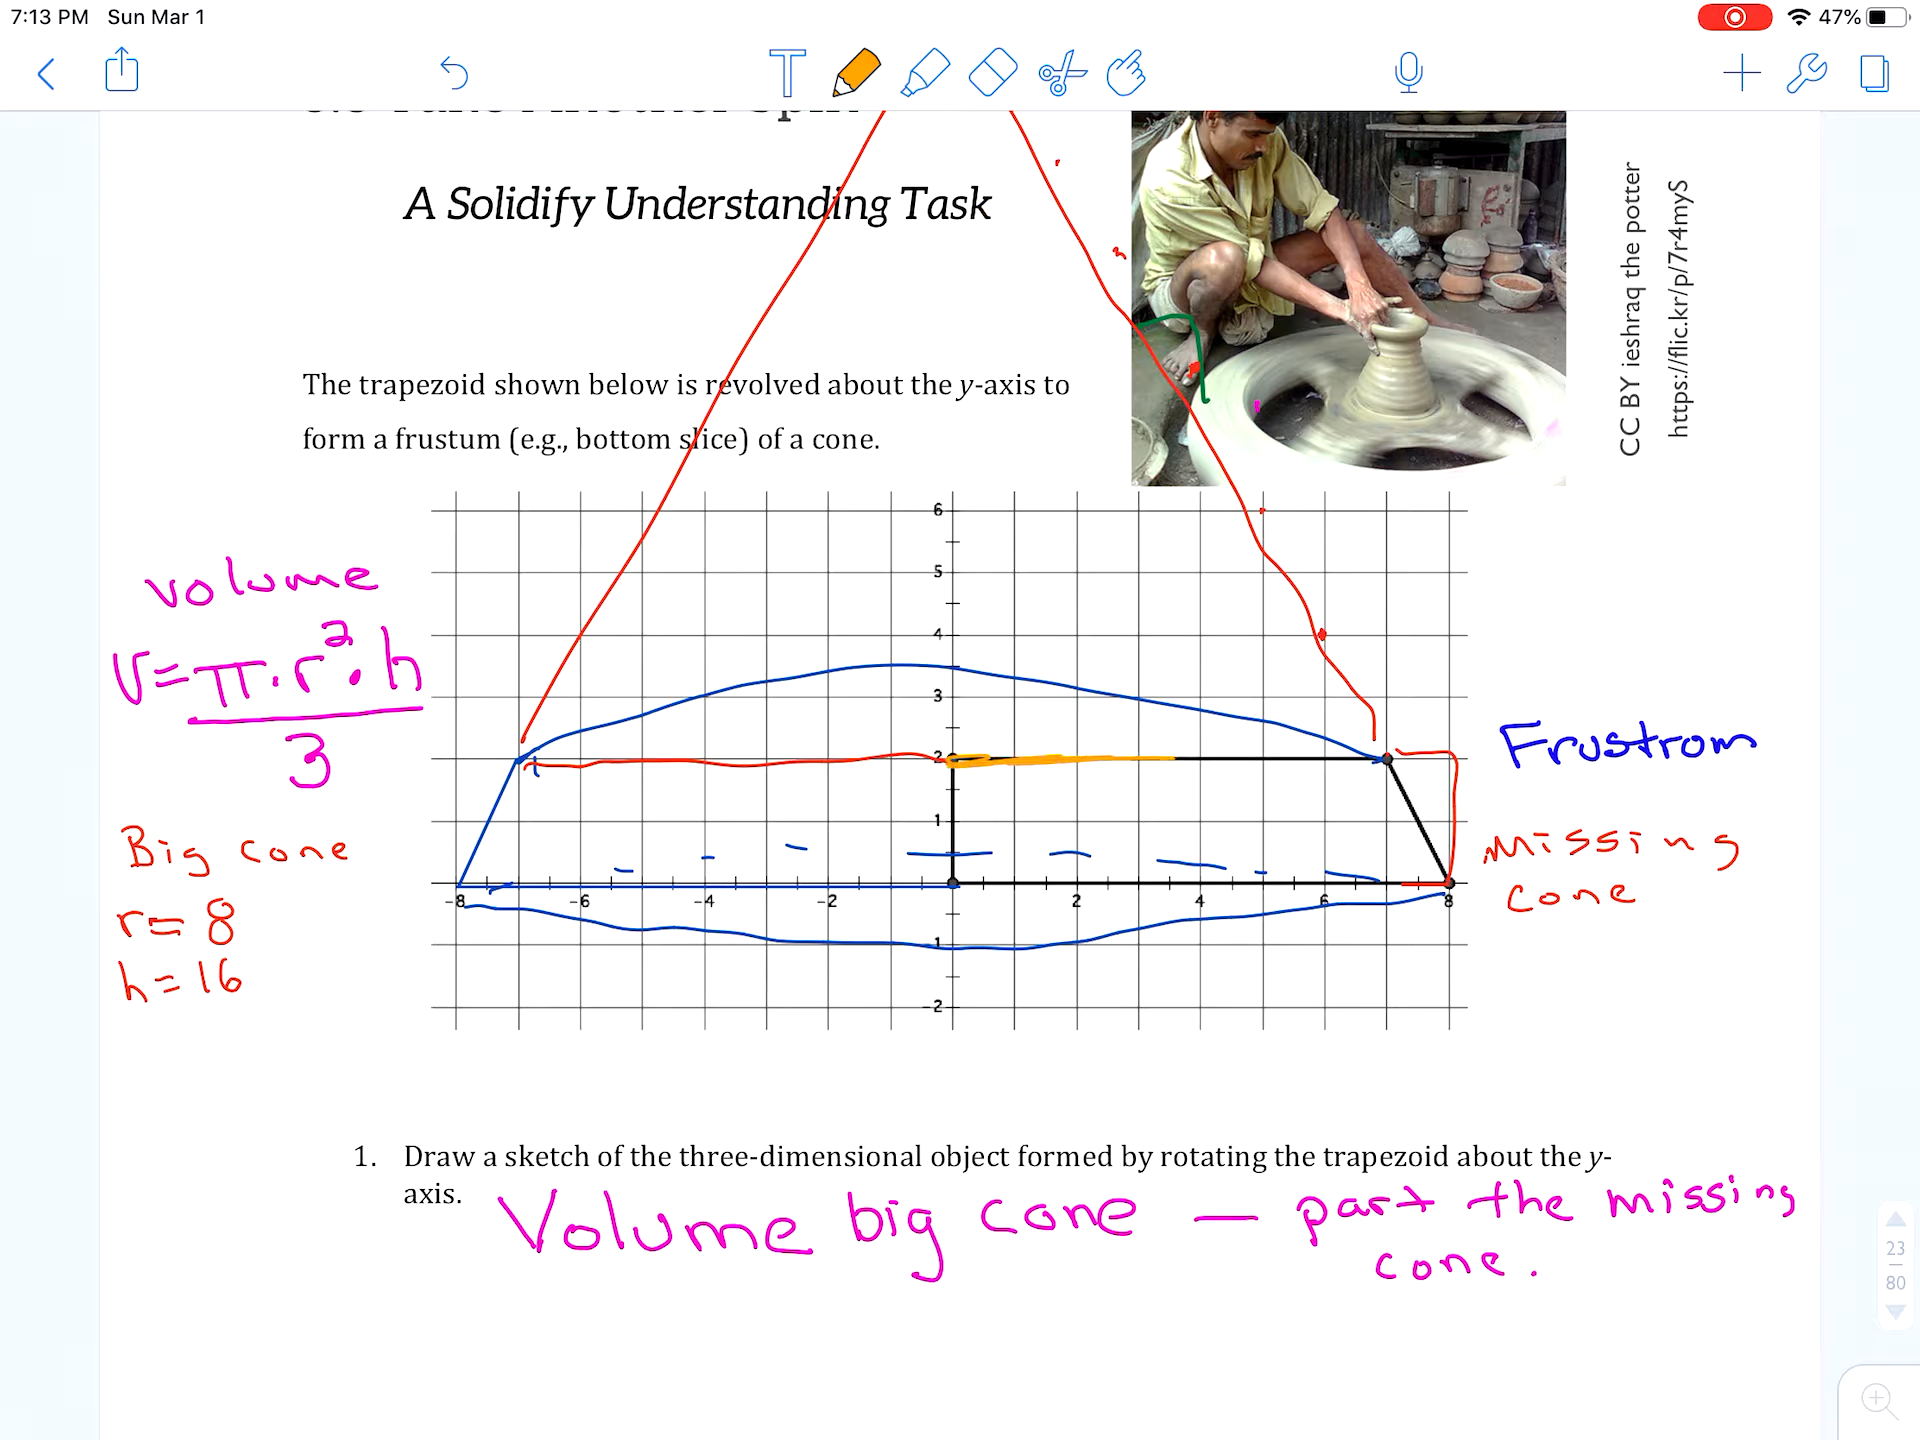 7:13 PM Sun Mar 1
47%
A Solidify Understanding Task
CC BY ieshraq the potter
https://flic.kr/p/7r4myS
The trapezoid shown below is revolved about the y-axis to
form a frustum (e.g., bottom slice) of a cone.
6
5
4
3
2
1
-8 -6 -4 -2 2 4 6 8
-1
-2
volume
V=π·r²·h
3
Big cone
r=8
h=16
Frustrom
Missing
cone
1. Draw a sketch of the three-dimensional object formed by rotating the trapezoid about the y-
axis.
Volume big cone — part the missing
cone.
23
80